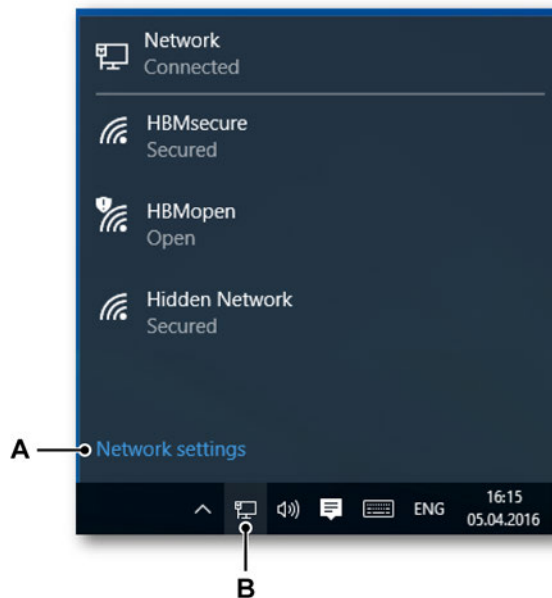 Network
Connected
HBMsecure
Secured
HBMopen
Open
Hidden Network
Secured
A
Network settings
ENG
16:15
05.04.2016
B